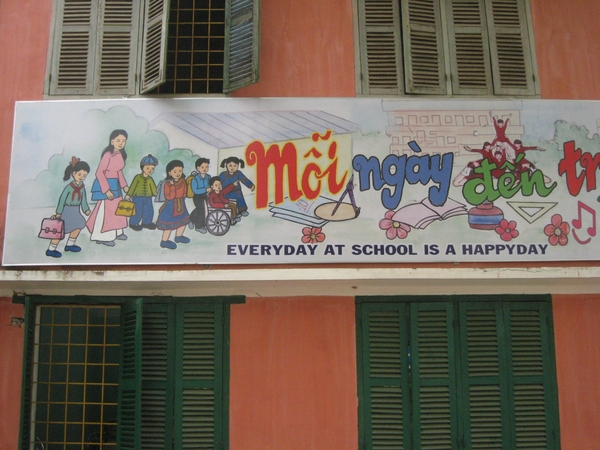 Mỗi ngày đến
EVERYDAY AT SCHOOL IS A HAPPYDAY